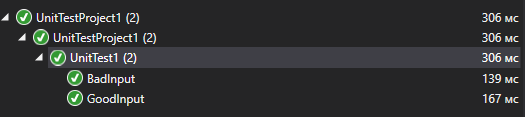 UnitTestProject1 (2) 306 мс
UnitTestProject1 (2) 306 мс
UnitTest1 (2) 306 мс
BadInput 139 мс
GoodInput 167 мс